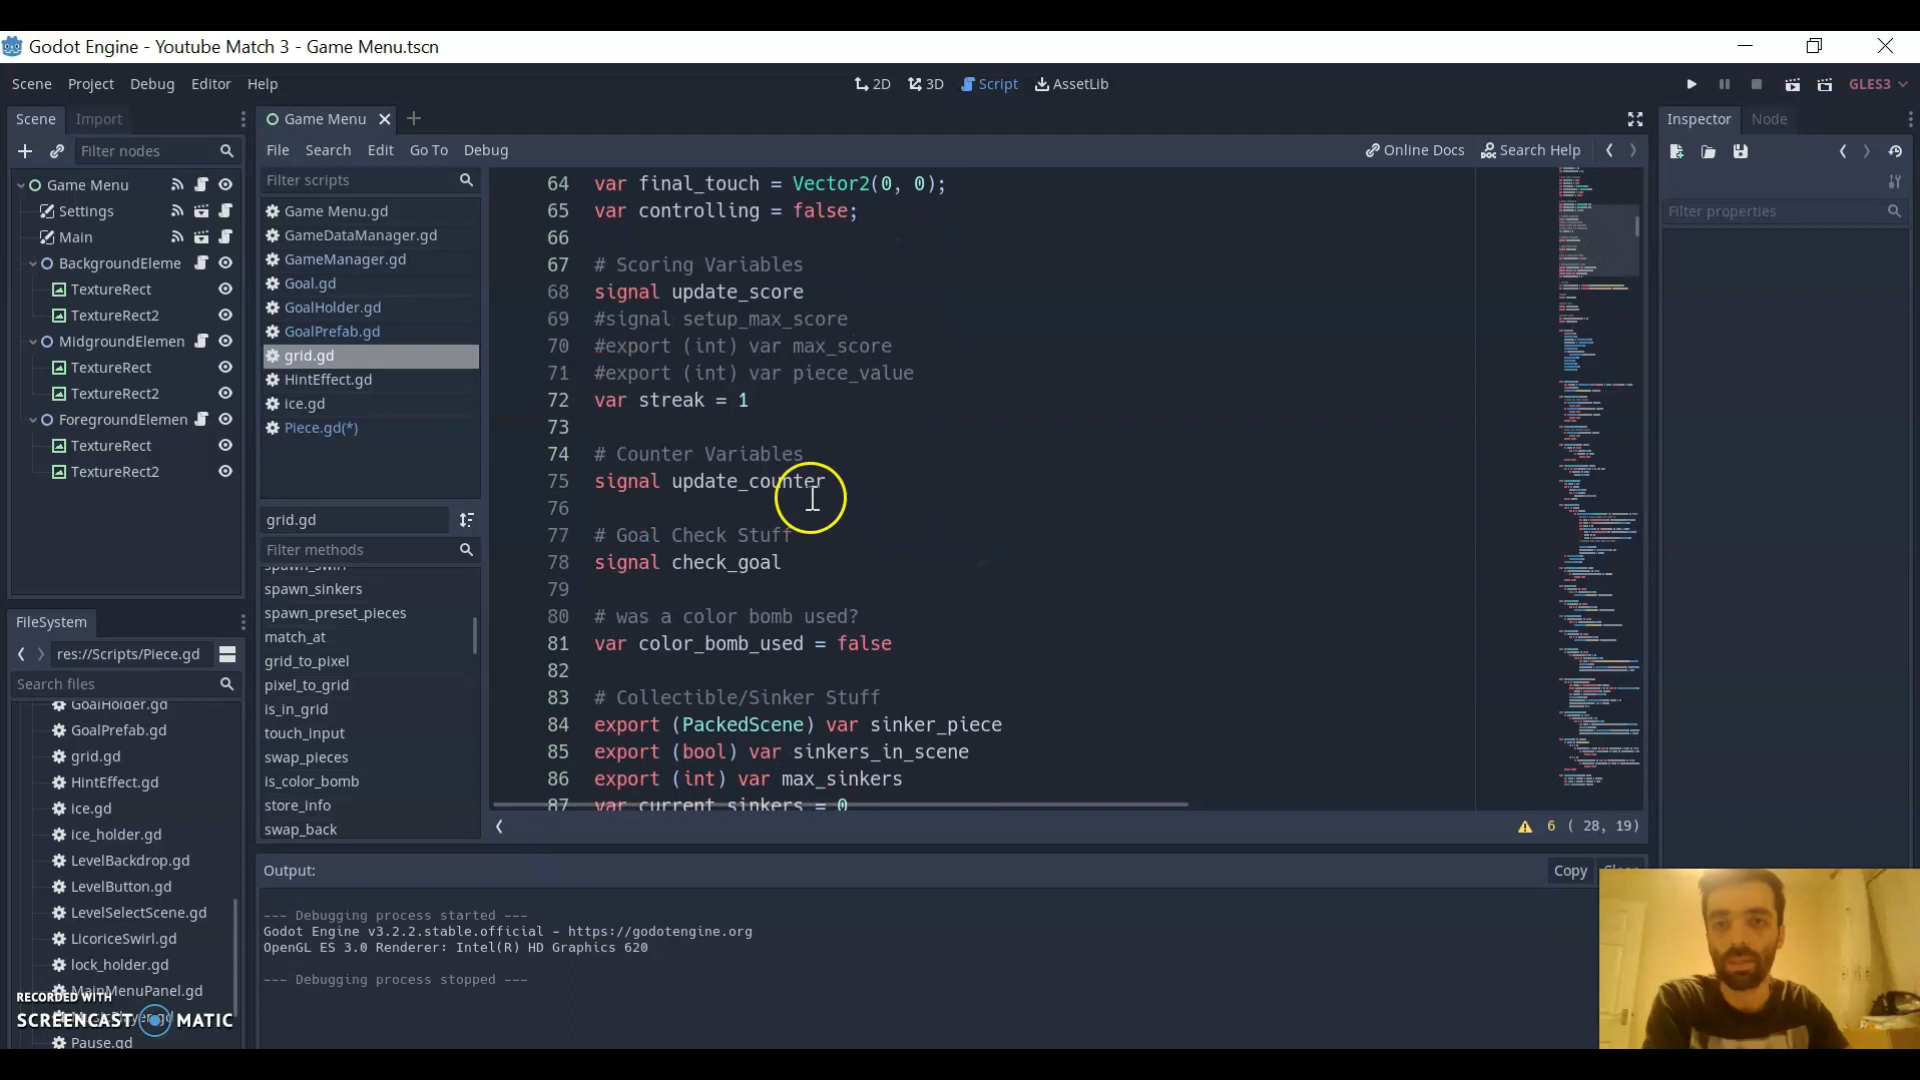 Godot Engine - Youtube Match 3 - Game Menu.tscn
Scene Project Debug Editor Help
2D 3D Script AssetLib
GLES3
Scene Import
Game Menu
Inspector Node
Filter nodes
File Search Edit Go To Debug
Online Docs Search Help
Filter scripts
Filter properties
Game Menu
Settings
Main
BackgroundEleme
TextureRect
TextureRect2
MidgroundElemen
TextureRect
TextureRect2
ForegroundElemen
TextureRect
TextureRect2
Game Menu.gd
GameDataManager.gd
GameManager.gd
Goal.gd
GoalHolder.gd
GoalPrefab.gd
grid.gd
HintEffect.gd
ice.gd
Piece.gd(*)
grid.gd
Filter methods
spawn_swirl
spawn_sinkers
spawn_preset_pieces
match_at
grid_to_pixel
pixel_to_grid
is_in_grid
touch_input
swap_pieces
is_color_bomb
store_info
swap_back
64 var final_touch = Vector2(0, 0);
65 var controlling = false;
66
67 # Scoring Variables
68 signal update_score
69 #signal setup_max_score
70 #export (int) var max_score
71 #export (int) var piece_value
72 var streak = 1
73
74 # Counter Variables
75 signal update_counter
76
77 # Goal Check Stuff
78 signal check_goal
79
80 # was a color bomb used?
81 var color_bomb_used = false
82
83 # Collectible/Sinker Stuff
84 export (PackedScene) var sinker_piece
85 export (bool) var sinkers_in_scene
86 export (int) var max_sinkers
87 var current_sinkers = 0
6 ( 28, 19)
FileSystem
res://Scripts/Piece.gd
Search files
GoalHolder.gd
GoalPrefab.gd
grid.gd
HintEffect.gd
ice.gd
ice_holder.gd
LevelBackdrop.gd
LevelButton.gd
LevelSelectScene.gd
LicoriceSwirl.gd
lock_holder.gd
MainMenuPanel.gd
Pause.gd
RECORDED WITH
SCREENCAST MATIC
Output:
Copy Clear
--- Debugging process started ---
Godot Engine v3.2.2.stable.official - https://godotengine.org
OpenGL ES 3.0 Renderer: Intel(R) HD Graphics 620
--- Debugging process stopped ---